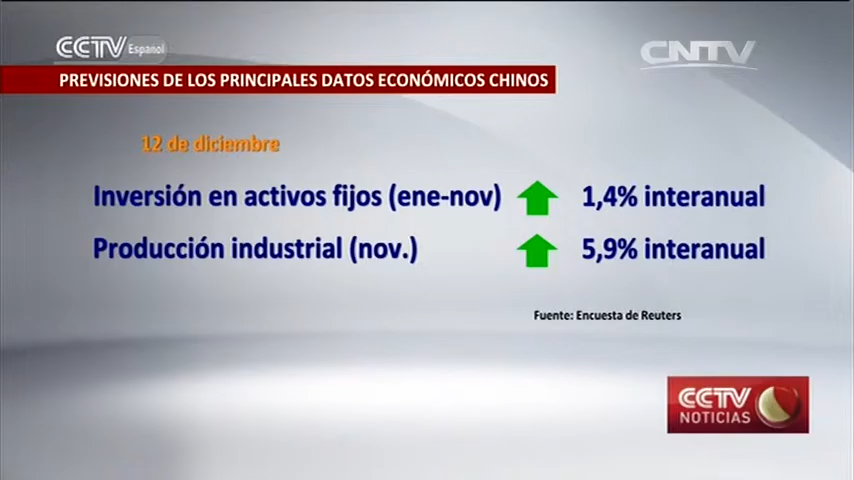 CCTV Español
CNTV
PREVISIONES DE LOS PRINCIPALES DATOS ECONÓMICOS CHINOS
12 de diciembre
Inversión en activos fijos (ene-nov) 1,4% interanual
Producción industrial (nov.) 5,9% interanual
Fuente: Encuesta de Reuters
CCTV
NOTICIAS